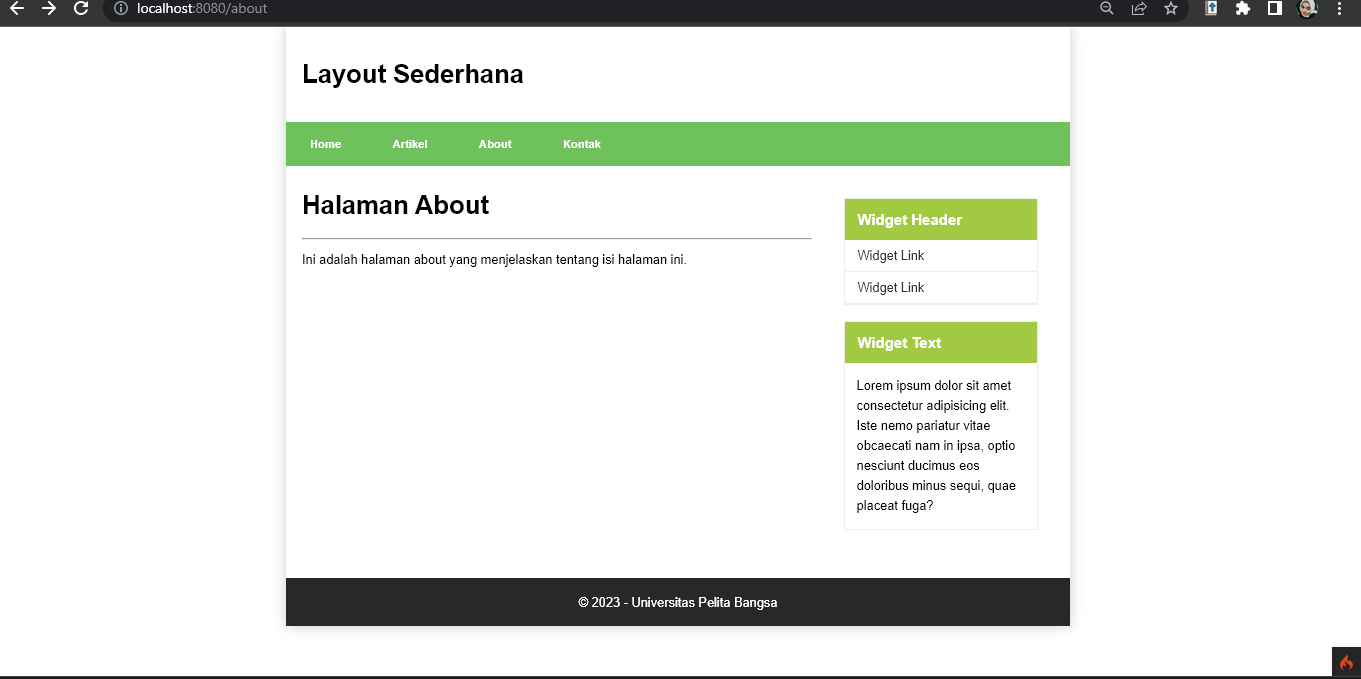 localhost:8080/about
Layout Sederhana
Home Artikel About Kontak
Halaman About
Ini adalah halaman about yang menjelaskan tentang isi halaman ini.
Widget Header
Widget Link
Widget Link
Widget Text
Lorem ipsum dolor sit amet
consectetur adipisicing elit.
Iste nemo pariatur vitae
obcaecati nam in ipsa, optio
nesciunt ducimus eos
doloribus minus sequi, quae
placeat fuga?
© 2023 - Universitas Pelita Bangsa